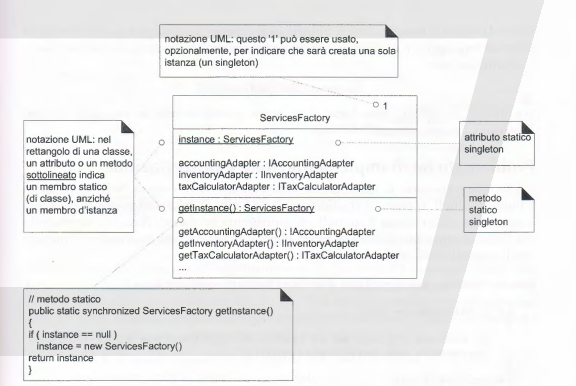 notazione UML: questo '1' può essere usato,
opzionalmente, per indicare che sarà creata una sola
istanza (un singleton)
1
ServicesFactory
notazione UML: nel
rettangolo di una classe,
un attributo o un metodo
sottolineato indica
un membro statico
(di classe), anziché
un membro d'istanza
instance : ServicesFactory
accountingAdapter : IAccountingAdapter
inventoryAdapter : IInventoryAdapter
taxCalculatorAdapter : ITaxCalculatorAdapter
attributo statico
singleton
getInstance() : ServicesFactory
getAccountingAdapter() : IAccountingAdapter
getInventoryAdapter() : IInventoryAdapter
getTaxCalculatorAdapter() : ITaxCalculatorAdapter
...
metodo
statico
singleton
// metodo statico
public static synchronized ServicesFactory getInstance()
{
if ( instance == null )
instance = new ServicesFactory()
return instance
}